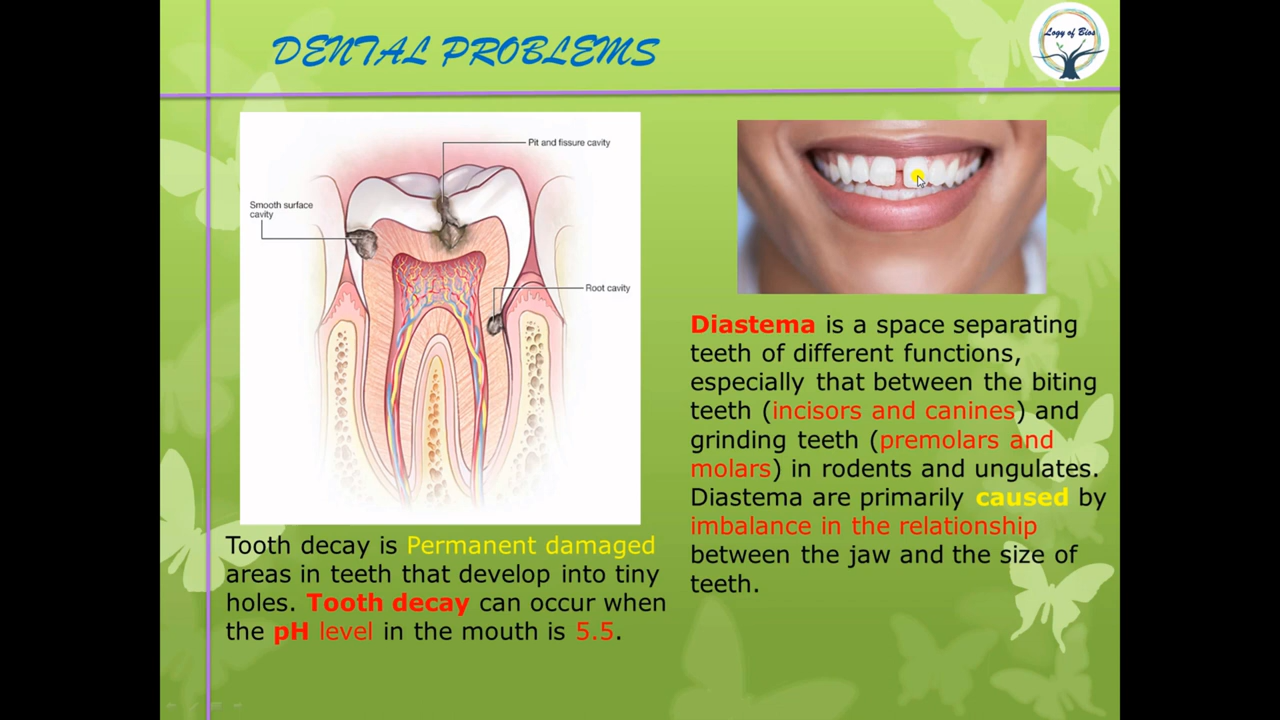 DENTAL PROBLEMS
Logy of Bios
Pit and fissure cavity
Smooth surface
cavity
Root cavity
Tooth decay is Permanent damaged
areas in teeth that develop into tiny
holes. Tooth decay can occur when
the pH level in the mouth is 5.5.
Diastema is a space separating
teeth of different functions,
especially that between the biting
teeth (incisors and canines) and
grinding teeth (premolars and
molars) in rodents and ungulates.
Diastema are primarily caused by
imbalance in the relationship
between the jaw and the size of
teeth.